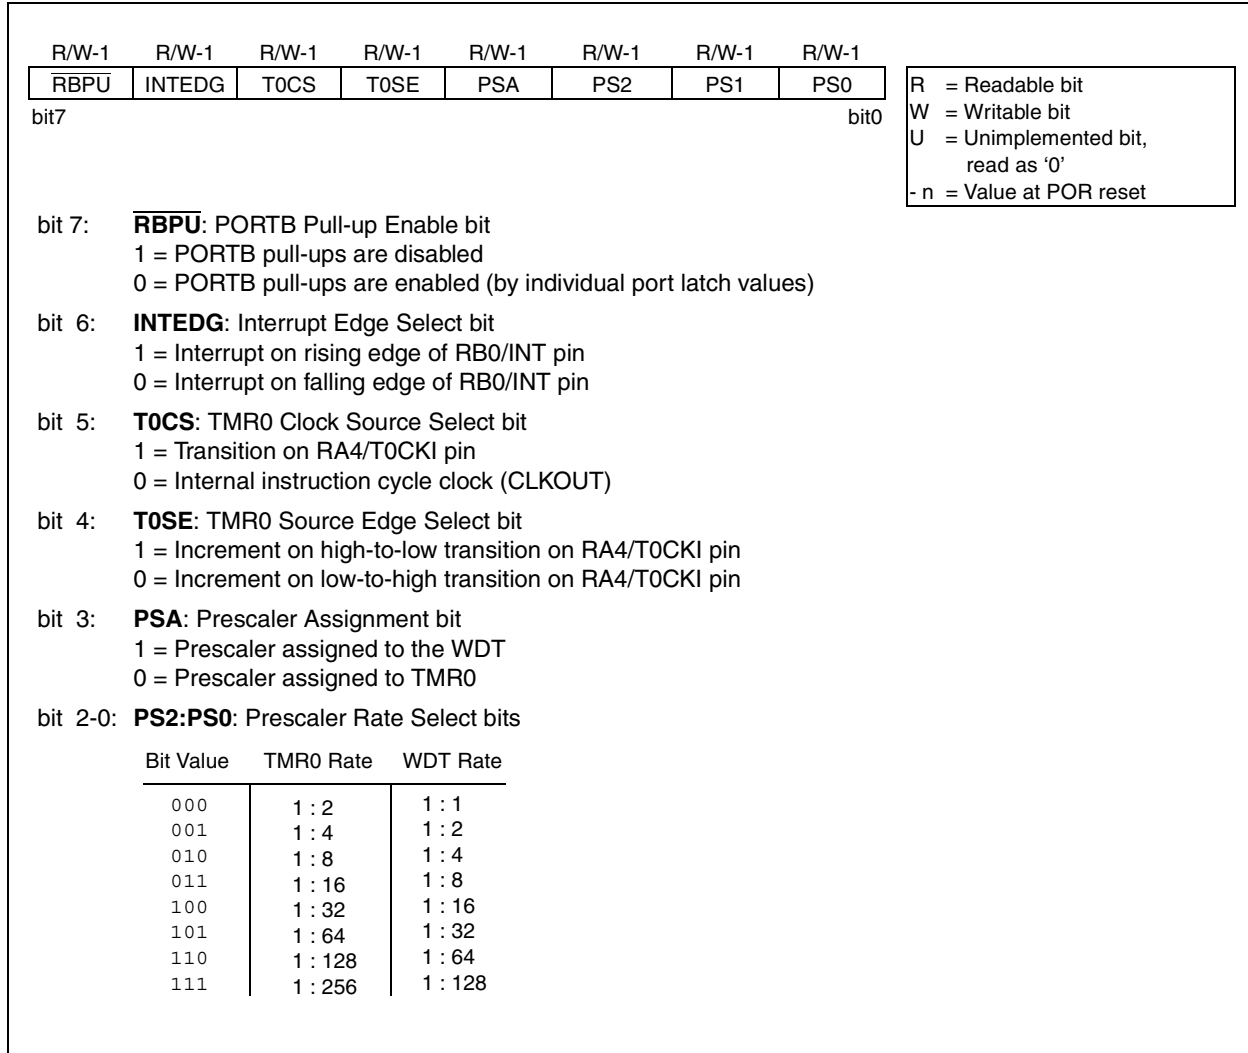 R/W-1 R/W-1 R/W-1 R/W-1 R/W-1 R/W-1 R/W-1 R/W-1
R̅B̅P̅U̅ INTEDG T0CS T0SE PSA PS2 PS1 PS0
bit7 bit0
R = Readable bit
W = Writable bit
U = Unimplemented bit,
read as ‘0’
- n = Value at POR reset
bit 7: R̅B̅P̅U̅: PORTB Pull-up Enable bit
1 = PORTB pull-ups are disabled
0 = PORTB pull-ups are enabled (by individual port latch values)
bit 6: INTEDG: Interrupt Edge Select bit
1 = Interrupt on rising edge of RB0/INT pin
0 = Interrupt on falling edge of RB0/INT pin
bit 5: T0CS: TMR0 Clock Source Select bit
1 = Transition on RA4/T0CKI pin
0 = Internal instruction cycle clock (CLKOUT)
bit 4: T0SE: TMR0 Source Edge Select bit
1 = Increment on high-to-low transition on RA4/T0CKI pin
0 = Increment on low-to-high transition on RA4/T0CKI pin
bit 3: PSA: Prescaler Assignment bit
1 = Prescaler assigned to the WDT
0 = Prescaler assigned to TMR0
bit 2-0: PS2:PS0: Prescaler Rate Select bits
Bit Value TMR0 Rate WDT Rate
000 1 : 2 1 : 1
001 1 : 4 1 : 2
010 1 : 8 1 : 4
011 1 : 16 1 : 8
100 1 : 32 1 : 16
101 1 : 64 1 : 32
110 1 : 128 1 : 64
111 1 : 256 1 : 128